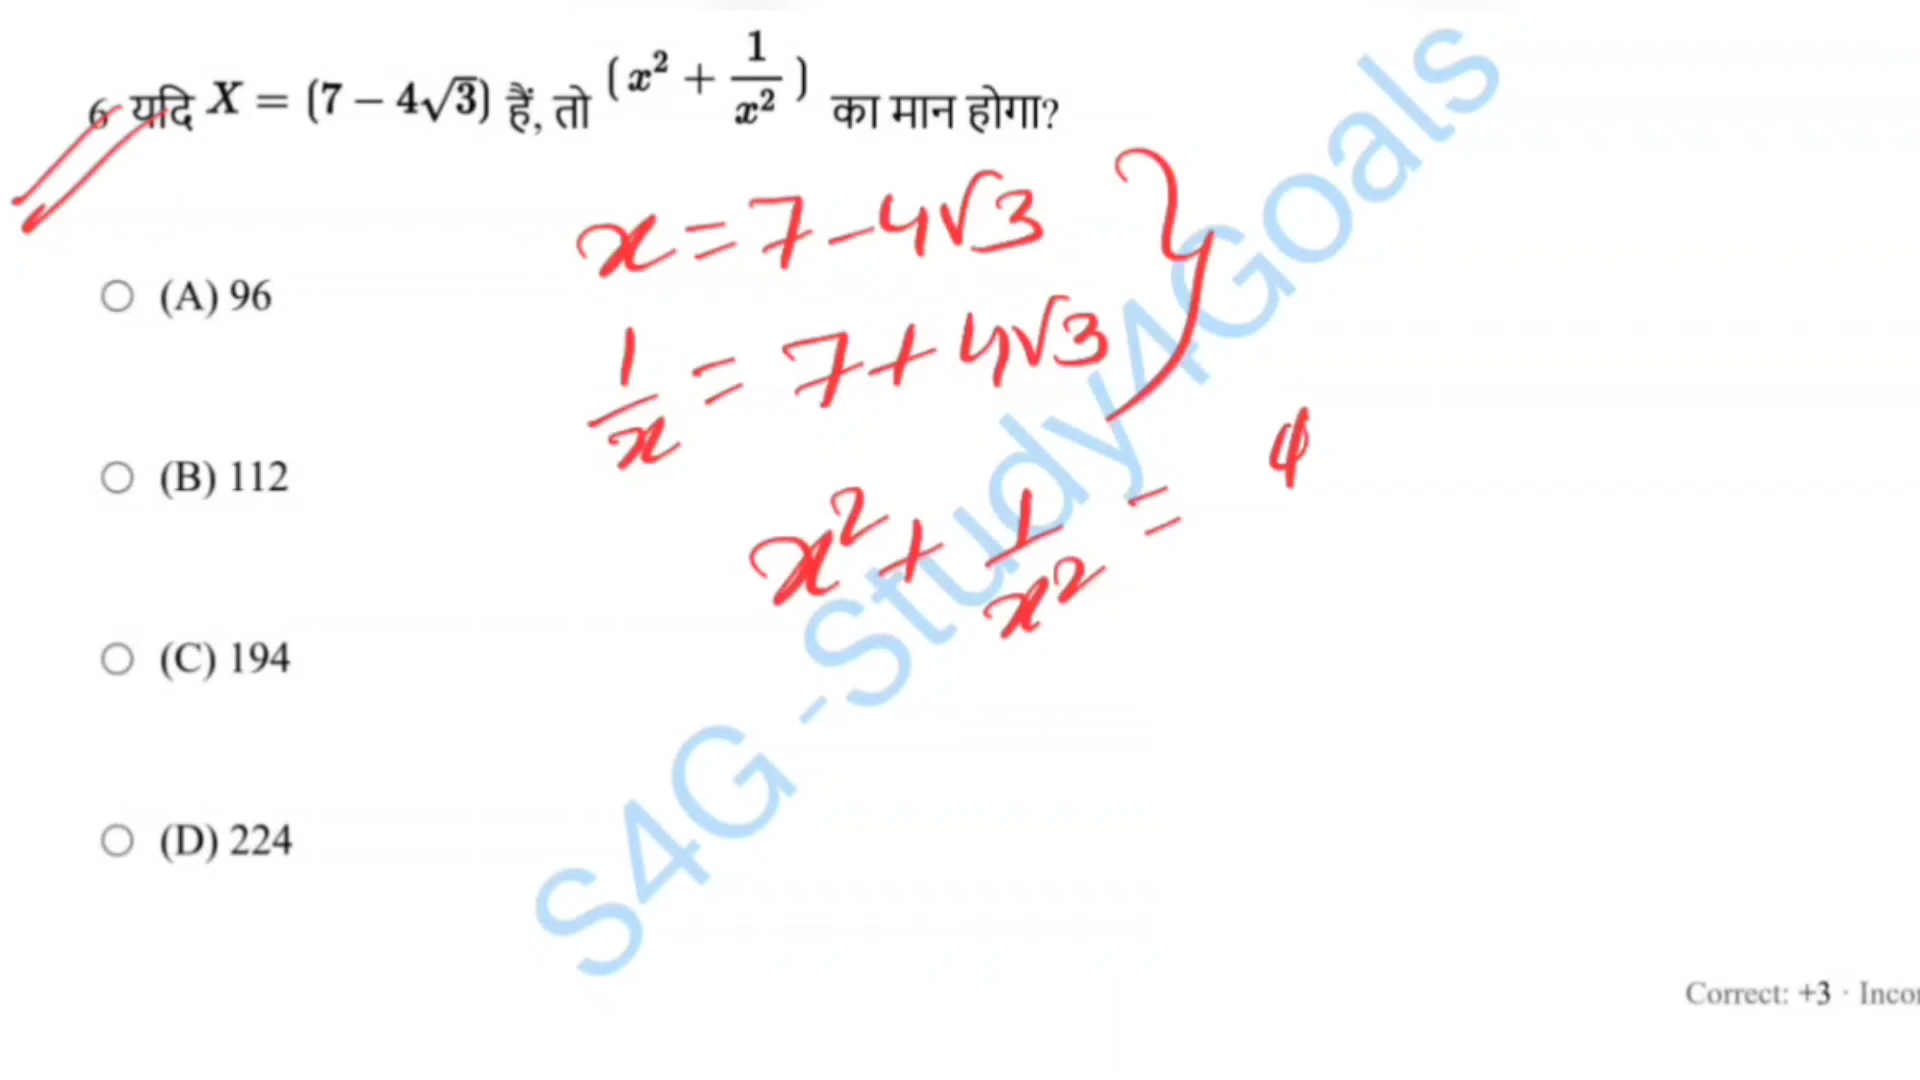 6 यदि X = (7 − 4√3) हैं, तो (x² + 1/x²) का मान होगा?
x = 7 − 4√3
(A) 96
1/x = 7 + 4√3
(B) 112
x² + 1/x² =
(C) 194
(D) 224
S4G -Study4Goals
Correct: +3 ·